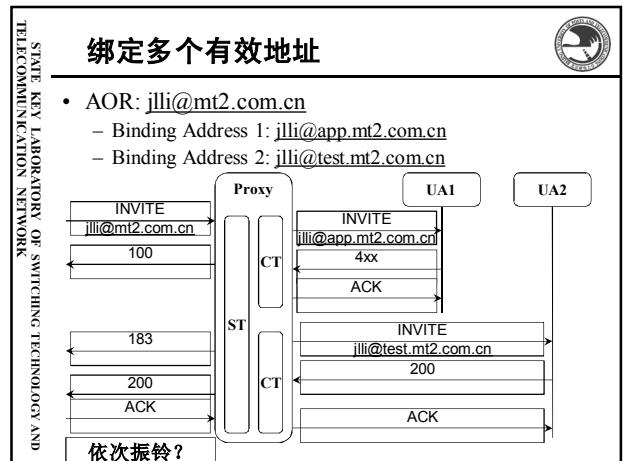 绑定多个有效地址
STATE KEY LABORATORY OF SWITCHING TECHNOLOGY AND
TELECOMMUNICATION NETWORK
• AOR: jlli@mt2.com.cn
– Binding Address 1: jlli@app.mt2.com.cn
– Binding Address 2: jlli@test.mt2.com.cn
Proxy
UA1
UA2
INVITE
jlli@mt2.com.cn
INVITE
jlli@app.mt2.com.cn
100
CT
4xx
ACK
ST
INVITE
jlli@test.mt2.com.cn
183
200
CT
200
ACK
ACK
依次振铃?